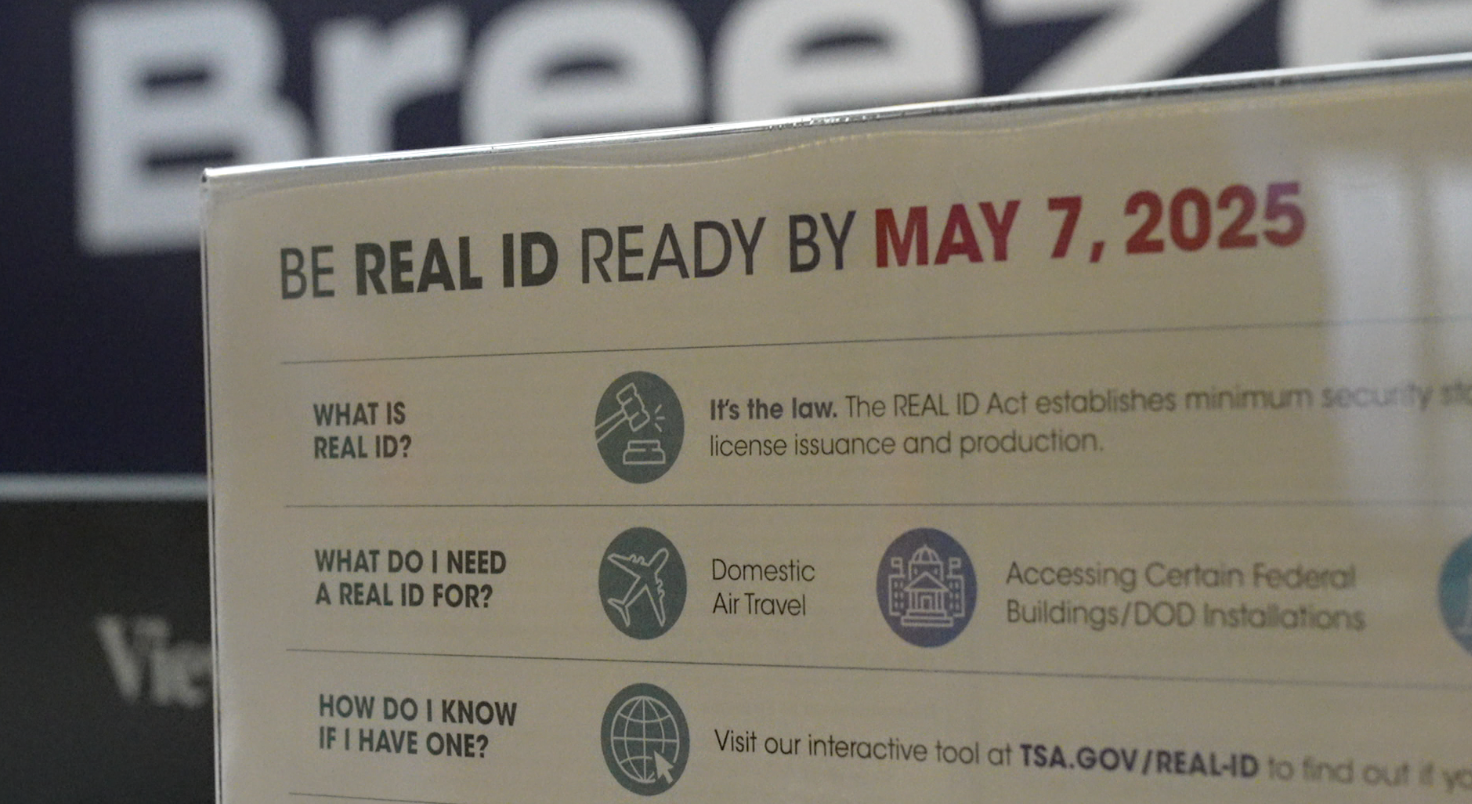 Breeze
BE REAL ID READY BY MAY 7, 2025
WHAT IS
REAL ID?
It's the law. The REAL ID Act establishes minimum security
license issuance and production.
WHAT DO I NEED
A REAL ID FOR?
Domestic
Air Travel
Accessing Certain Federal
Buildings/DOD Installations
HOW DO I KNOW
IF I HAVE ONE?
Visit our interactive tool at TSA.GOV/REAL-ID to find out if